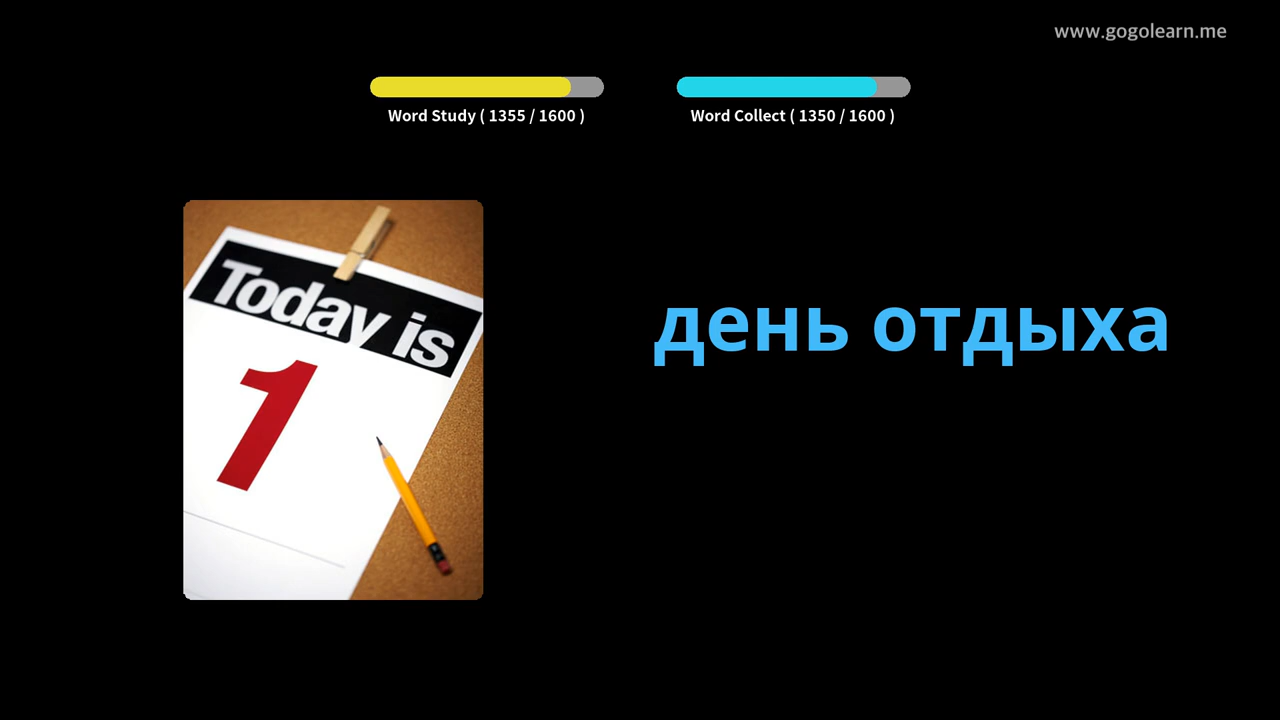 www.gogolearn.me
Word Study ( 1355 / 1600 )
Word Collect ( 1350 / 1600 )
Today is
1
день отдыха